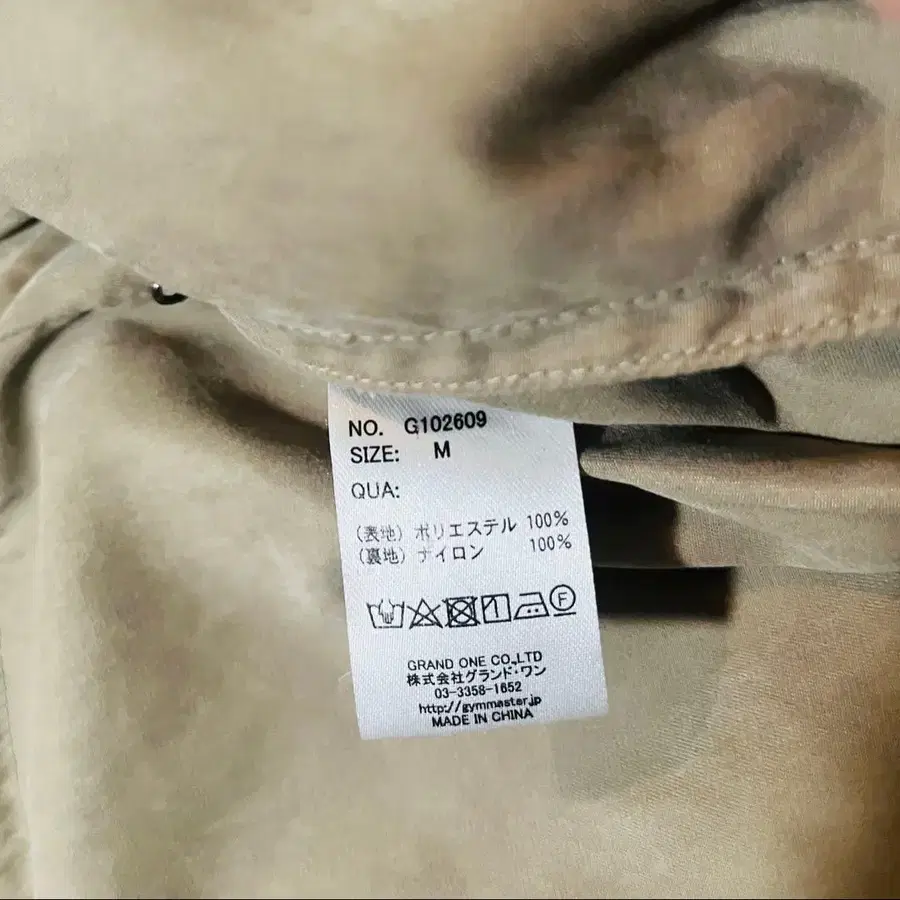 NO. G102609
SIZE: M
QUA:
(表地) ポリエステル 100%
(裏地) ナイロン 100%
GRAND ONE CO.,LTD
株式会社グランド・ワン
03-3358-1652
http://gymmaster.jp
MADE IN CHINA